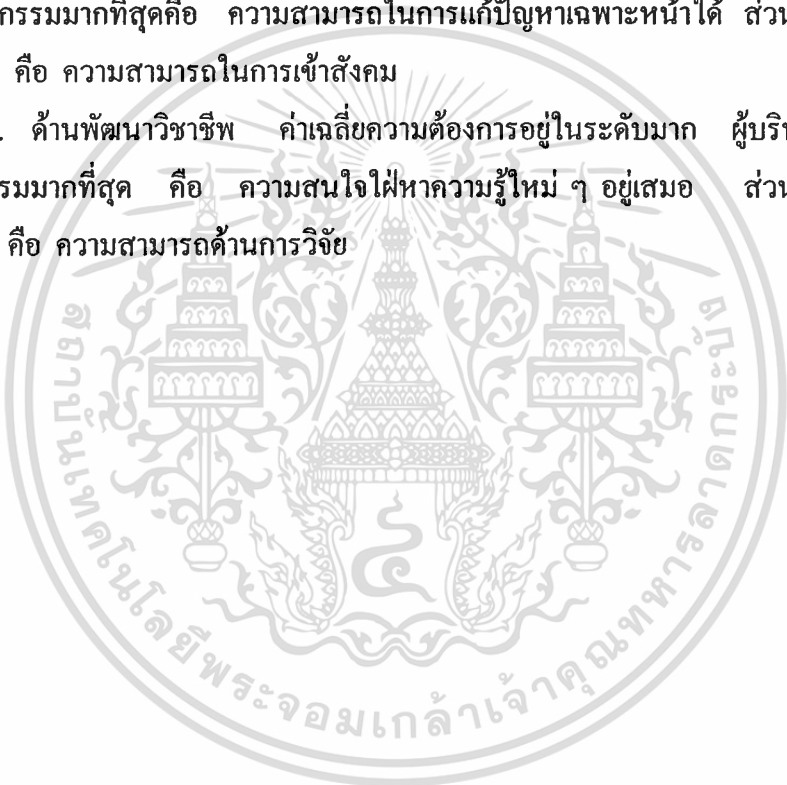 กรรมมากที่สุดคือ ความสามารถในการแก้ปัญหาเฉพาะหน้าได้ ส่วน
คือ ความสามารถในการเข้าสังคม
. ด้านพัฒนาวิชาชีพ ค่าเฉลี่ยความต้องการอยู่ในระดับมาก ผู้บริ
รมมากที่สุด คือ ความสนใจใฝ่หาความรู้ใหม่ ๆ อยู่เสมอ ส่วน
คือ ความสามารถด้านการวิจัย
สถาบันเทคโนโลยีพระจอมเกล้าเจ้าคุณทหารลาดกระบัง